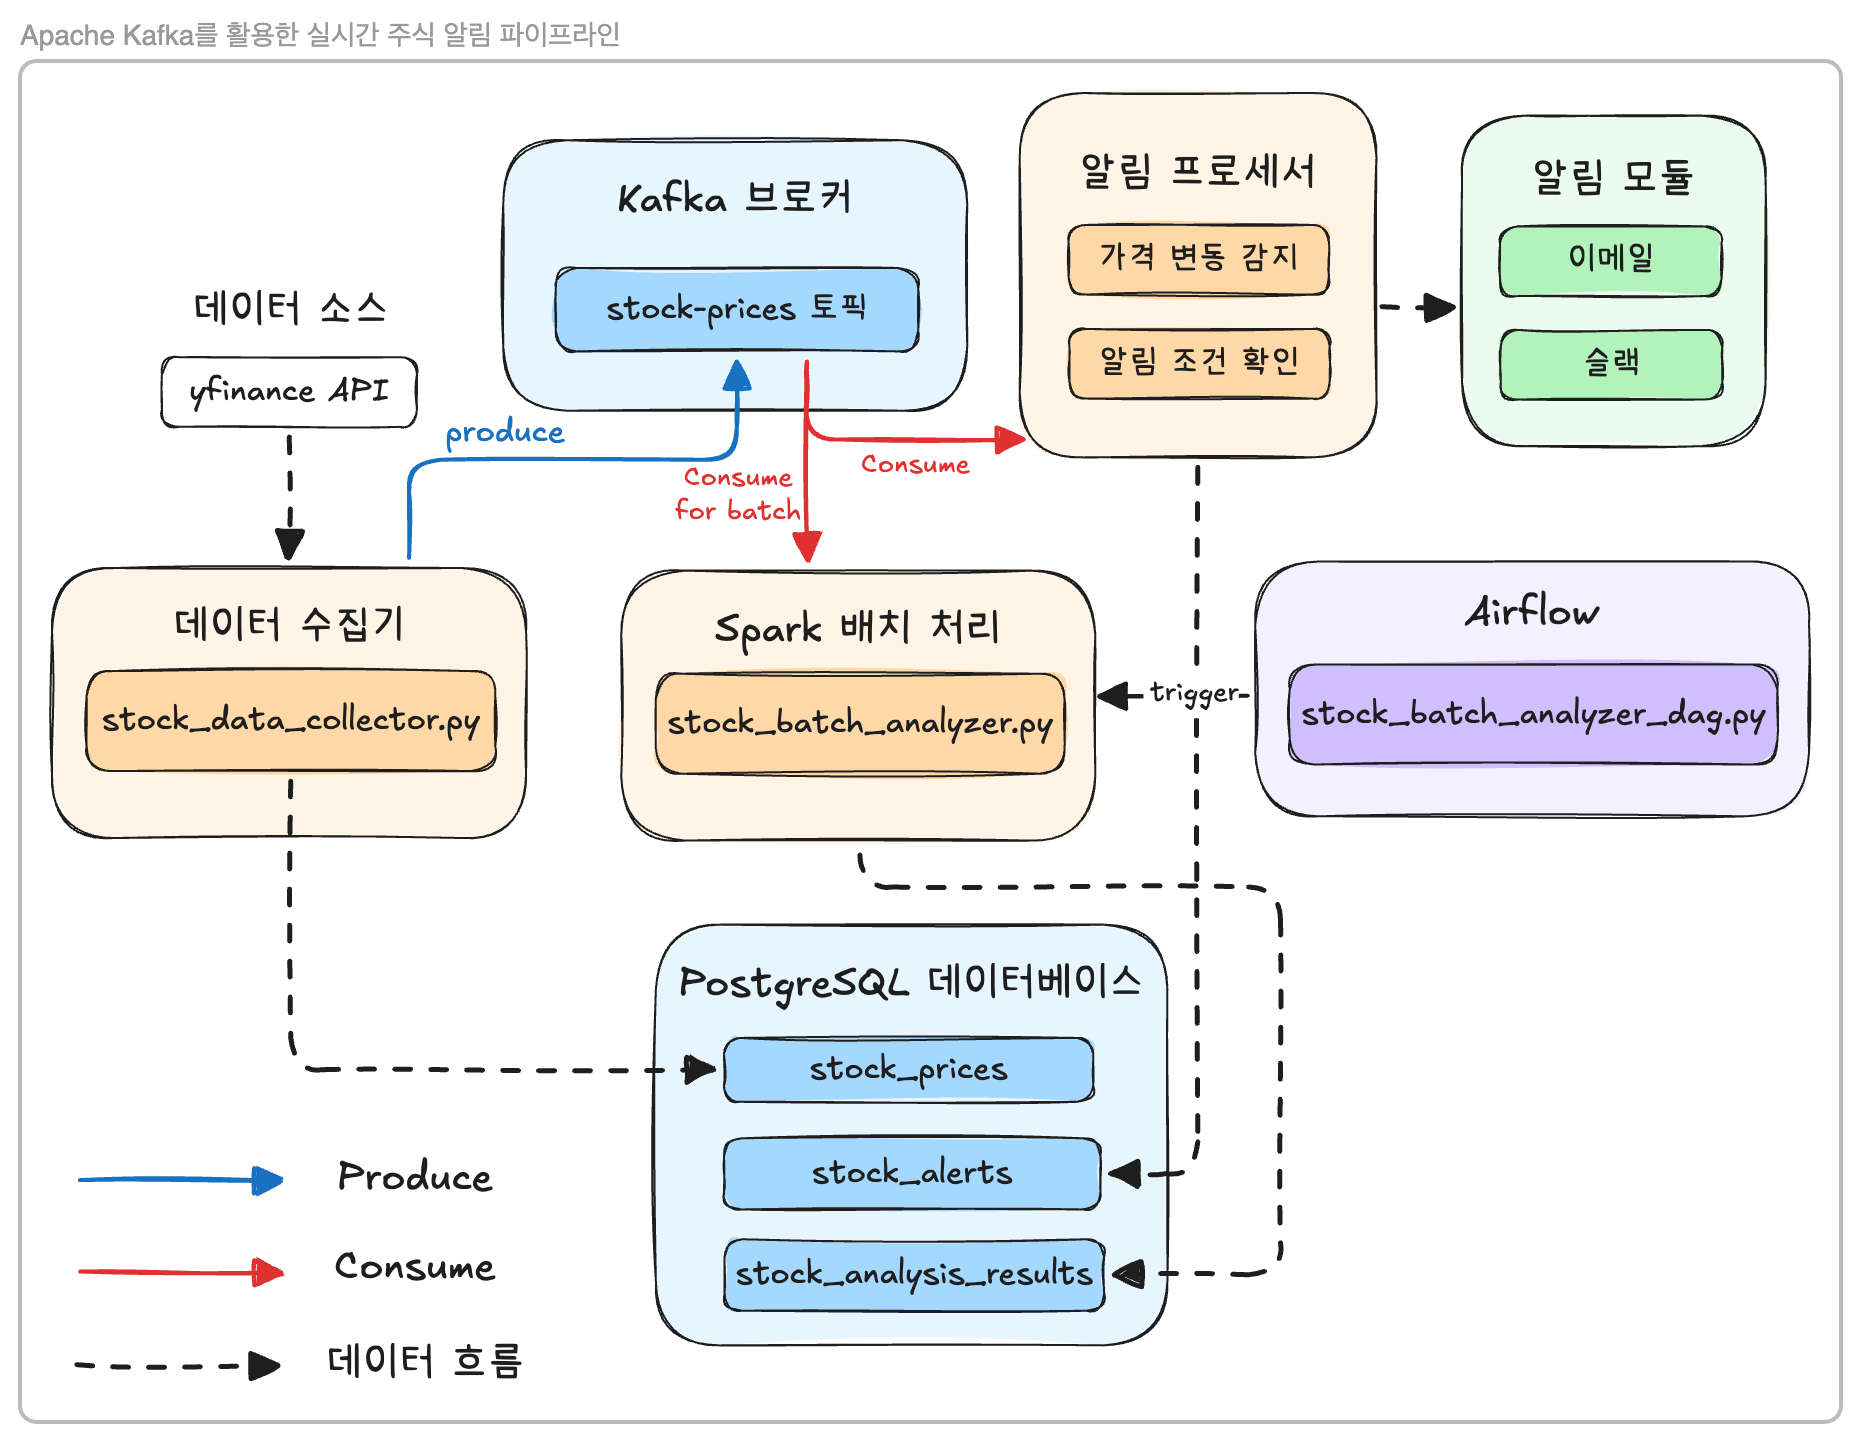 Apache Kafka를 활용한 실시간 주식 알림 파이프라인
Kafka 브로커
stock-prices 토픽
알림 프로세서
가격 변동 감지
알림 조건 확인
알림 모듈
이메일
슬랙
데이터 소스
yfinance API
produce
Consume
for batch
Consume
데이터 수집기
stock_data_collector.py
Spark 배치 처리
stock_batch_analyzer.py
trigger
Airflow
stock_batch_analyzer_dag.py
PostgreSQL 데이터베이스
stock_prices
stock_alerts
stock_analysis_results
Produce
Consume
데이터 흐름